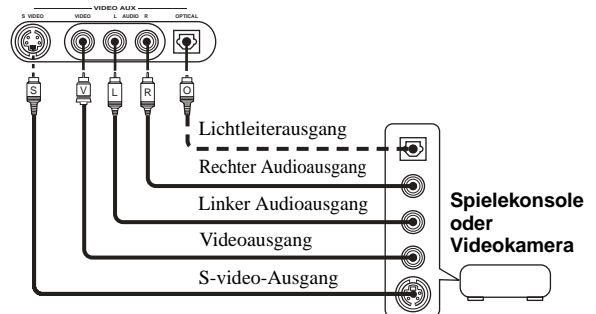 VIDEO AUX
S VIDEO VIDEO L AUDIO R OPTICAL
S V L R O
Lichtleiterausgang
Rechter Audioausgang
Linker Audioausgang
Videoausgang
S-video-Ausgang
Spielekonsole
oder
Videokamera